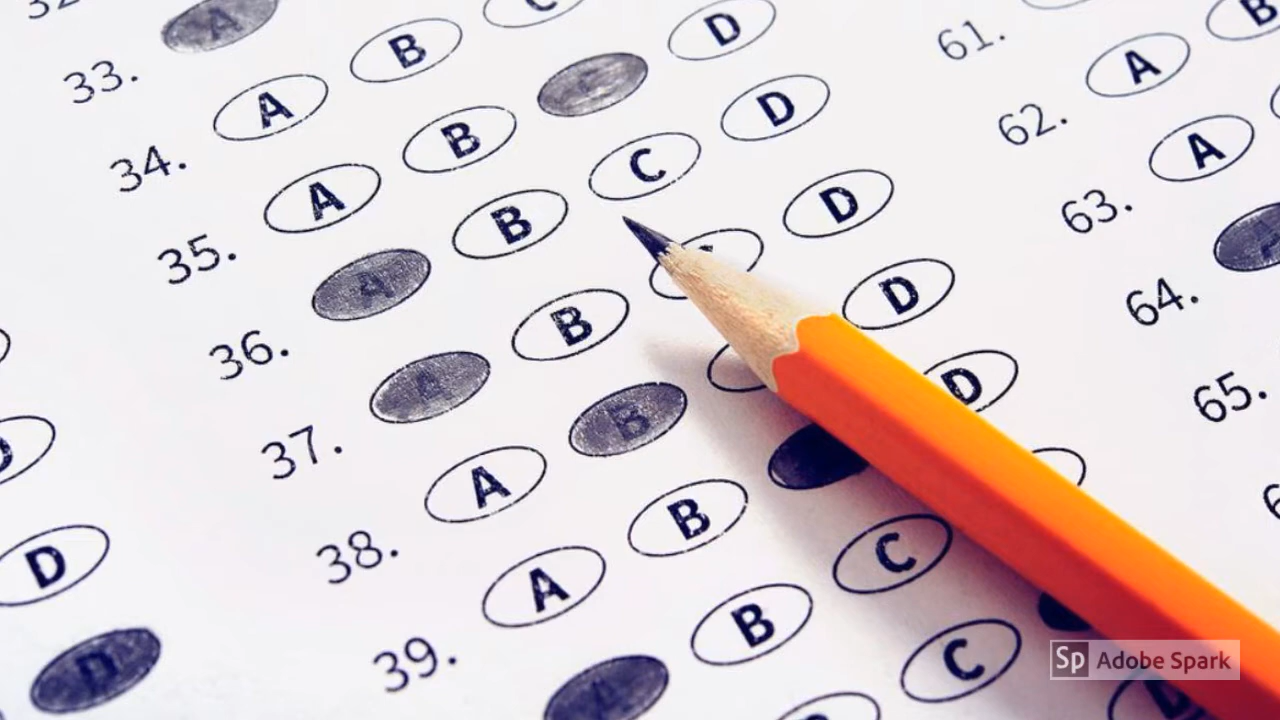 33. A
34. A B C
35. A B C D
36. A B C D
37. A B D
38. A B D
39. A B D
A B C
C
D
D
61.
62. A B
63. A
64.
65.
Sp Adobe Spark